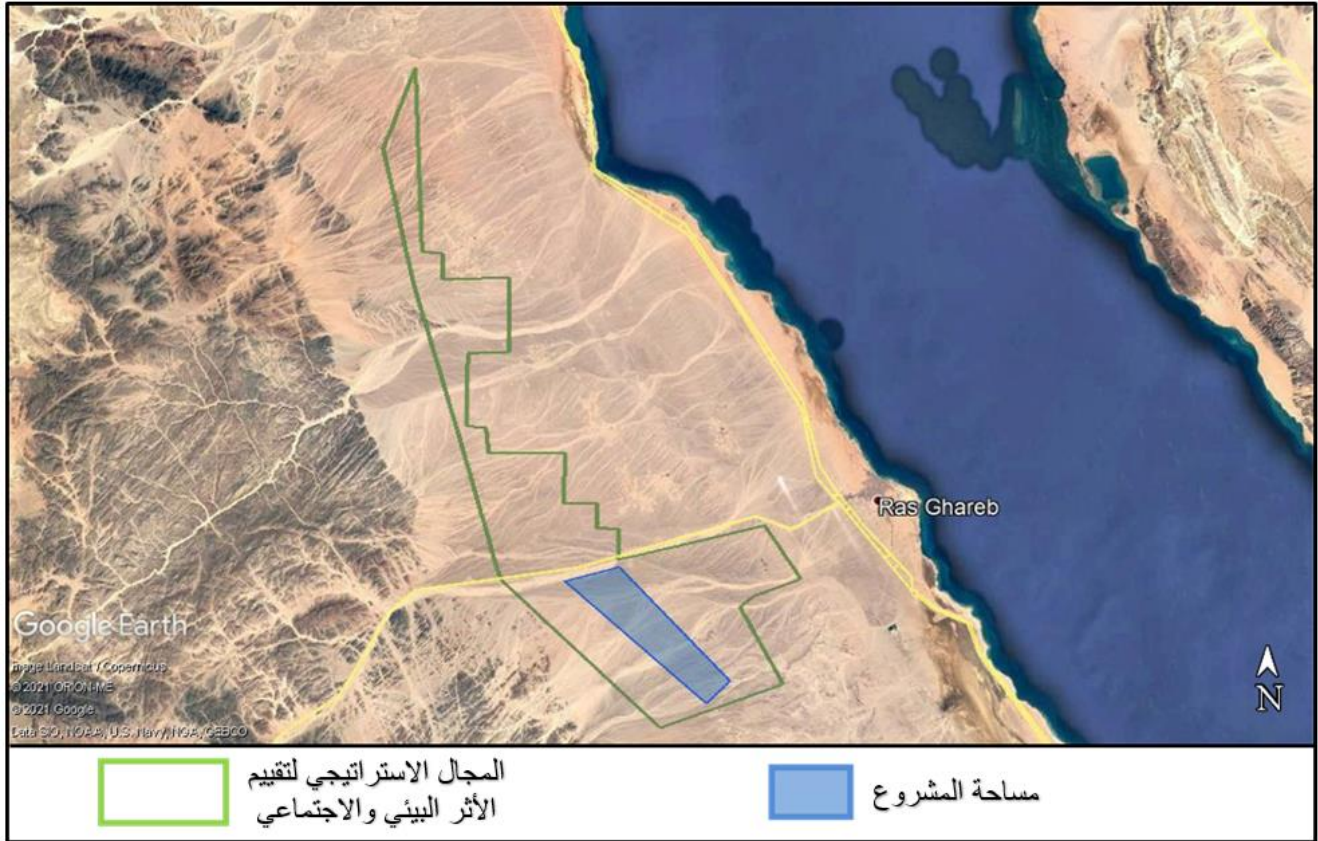 Ras Ghareb
Google Earth
Image Landsat / Copernicus
© 2021 ORION-ME
© 2021 Google
Data SIO, NOAA, U.S. Navy, NGA, GEBCO
N
مساحة المشروع
المجال الاستراتيجي لتقييم
الأثر البيئي والاجتماعي